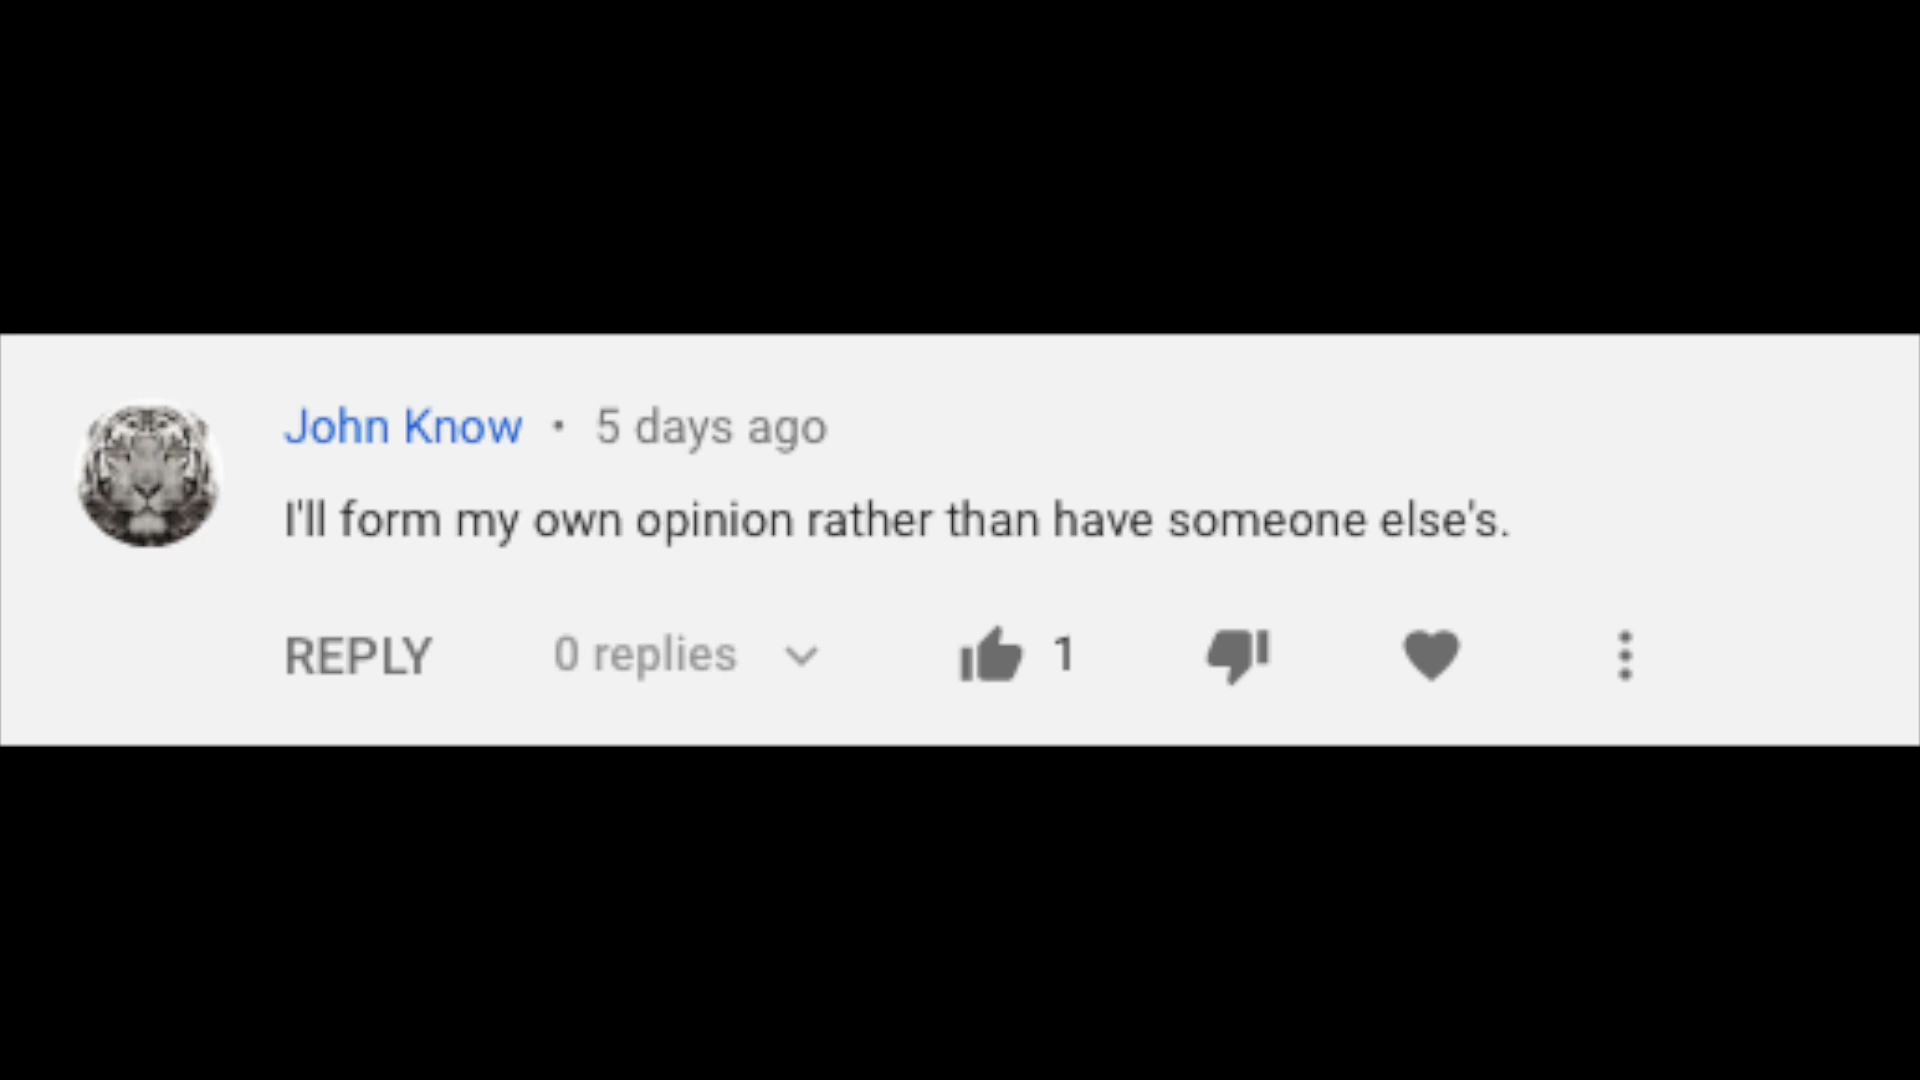 John Know • 5 days ago
I'll form my own opinion rather than have someone else's.
REPLY 0 replies 1